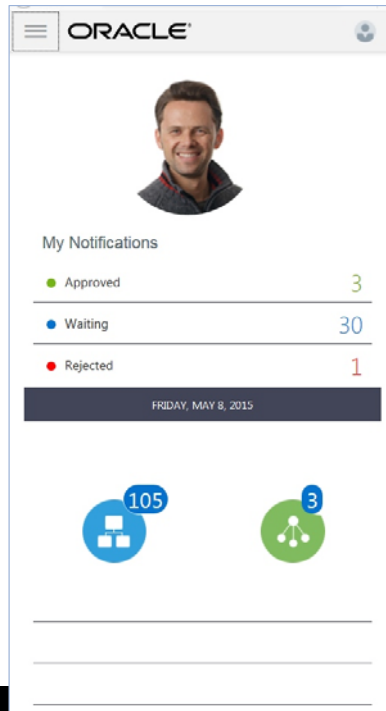 ORACLE
My Notifications
Approved 3
Waiting 30
Rejected 1
FRIDAY, MAY 8, 2015
105 3